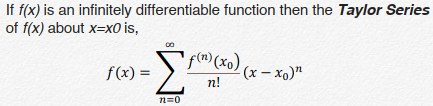 If f(x) is an infinitely differentiable function then the Taylor Series
of f(x) about x=x0 is,
f(x) = ∑_{n=0}^{∞} f^{(n)}(x₀)/n! (x − x₀)ⁿ